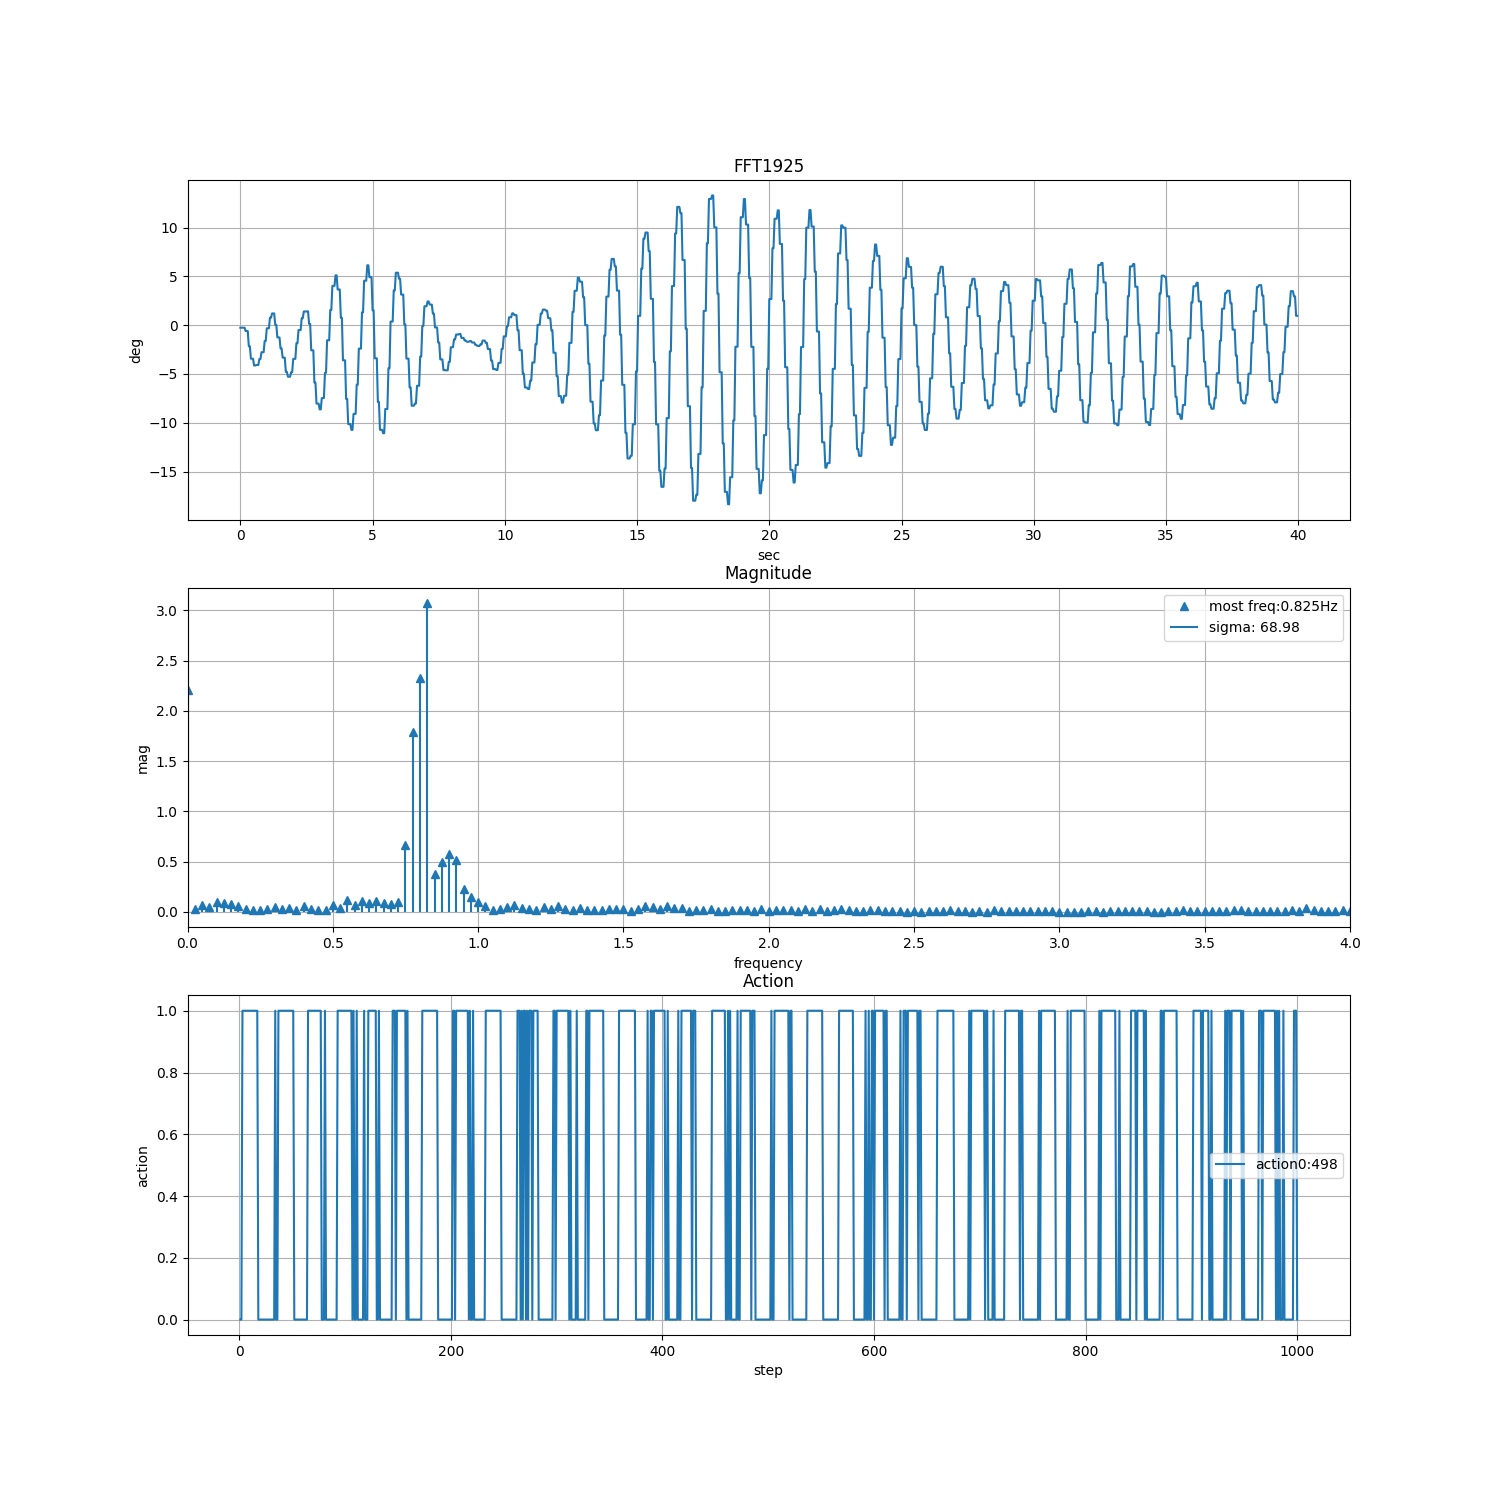 FFT1925
10
5
0
−5
−10
−15
deg
0 5 10 15 20 25 30 35 40
sec
Magnitude
most freq:0.825Hz
sigma: 68.98
3.0
2.5
2.0
1.5
1.0
0.5
0.0
mag
0.0 0.5 1.0 1.5 2.0 2.5 3.0 3.5 4.0
frequency
Action
1.0
0.8
0.6
0.4
0.2
0.0
action
action0:498
0 200 400 600 800 1000
step